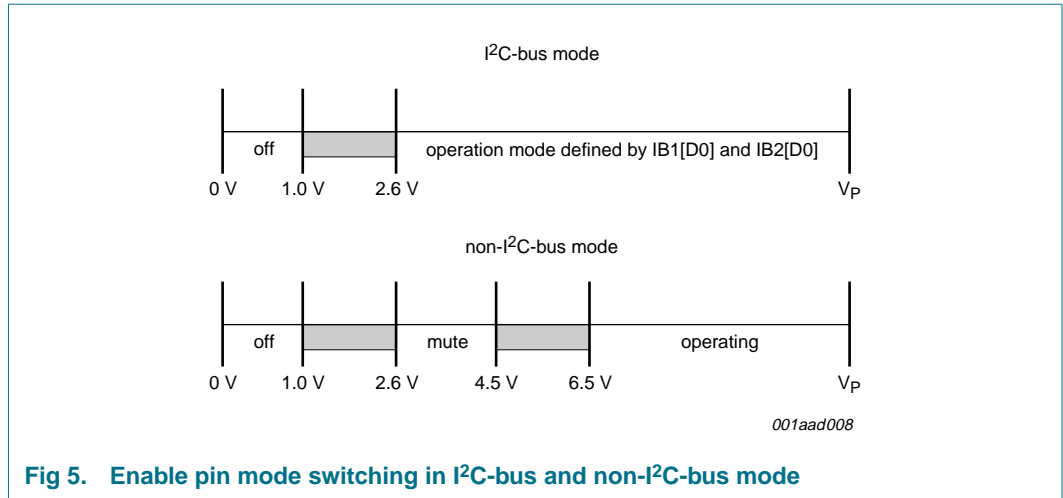 I²C-bus mode
off operation mode defined by IB1[D0] and IB2[D0]
0 V 1.0 V 2.6 V VP
non-I²C-bus mode
off mute operating
0 V 1.0 V 2.6 V 4.5 V 6.5 V VP
001aad008
Fig 5. Enable pin mode switching in I²C-bus and non-I²C-bus mode